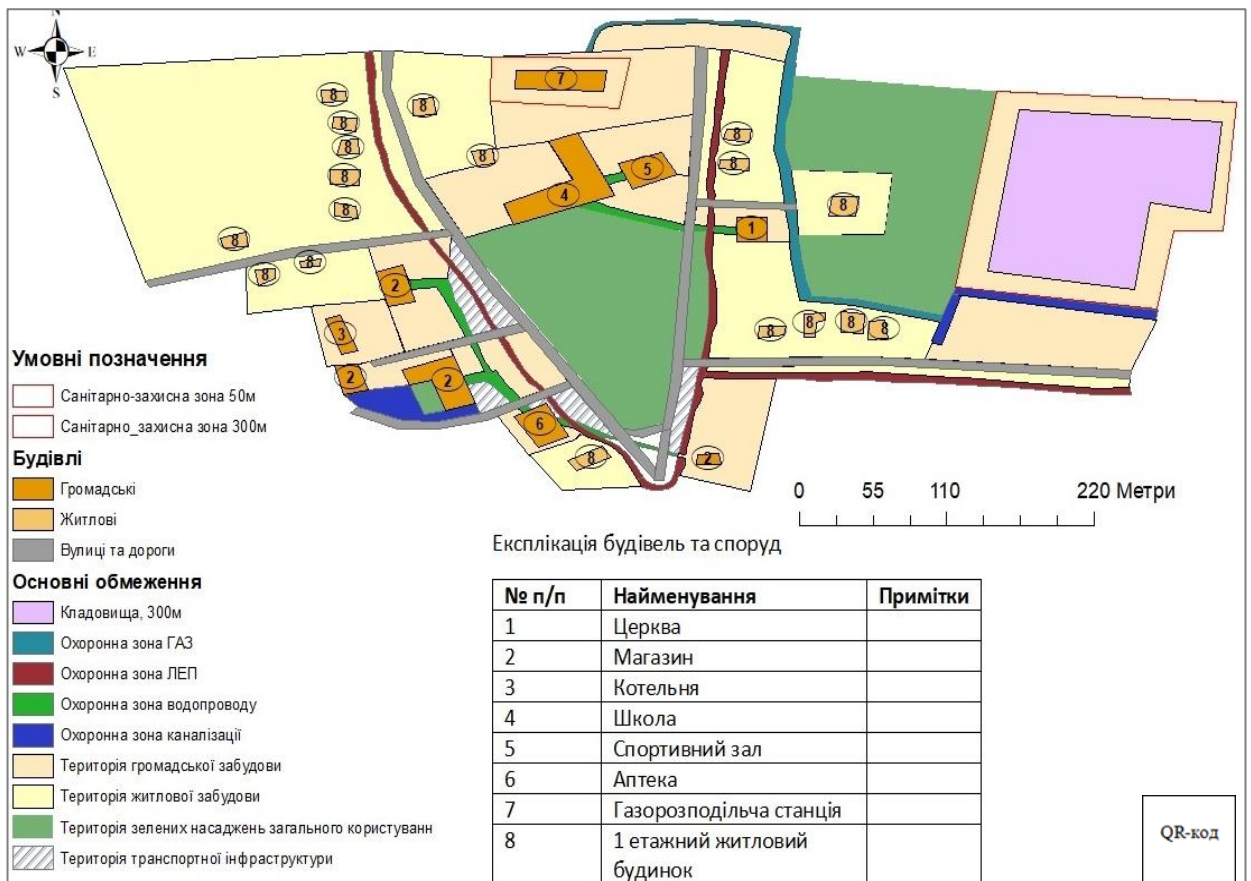 N
W E
S
7
8
8
8
8
8
8
8
8
8
5
4
8
1
8
8
8
8
2
3
2
2
6
8
2
8
8
8
8
Умовні позначення
Санітарно-захисна зона 50м
Санітарно_захисна зона 300м
Будівлі
Громадські
Житлові
Вулиці та дороги
Основні обмеження
Кладовища, 300м
Охоронна зона ГАЗ
Охоронна зона ЛЕП
Охоронна зона водопроводу
Охоронна зона каналізації
Територія громадської забудови
Територія житлової забудови
Територія зелених насаджень загального користуванн
Територія транспортної інфраструктури
0 55 110 220 Метри
Експлікація будівель та споруд
№ п/п Найменування Примітки
1 Церква
2 Магазин
3 Котельня
4 Школа
5 Спортивний зал
6 Аптека
7 Газорозподільча станція
8 1 етажний житловий
будинок
QR-код